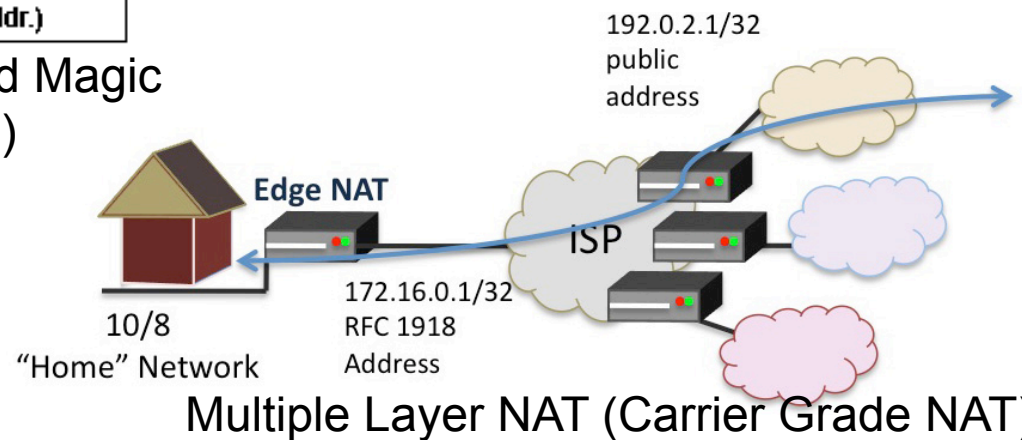 ddr.)
d Magic
)
192.0.2.1/32
public
address
Edge NAT
ISP
172.16.0.1/32
RFC 1918
Address
10/8
“Home” Network
Multiple Layer NAT (Carrier Grade NAT)